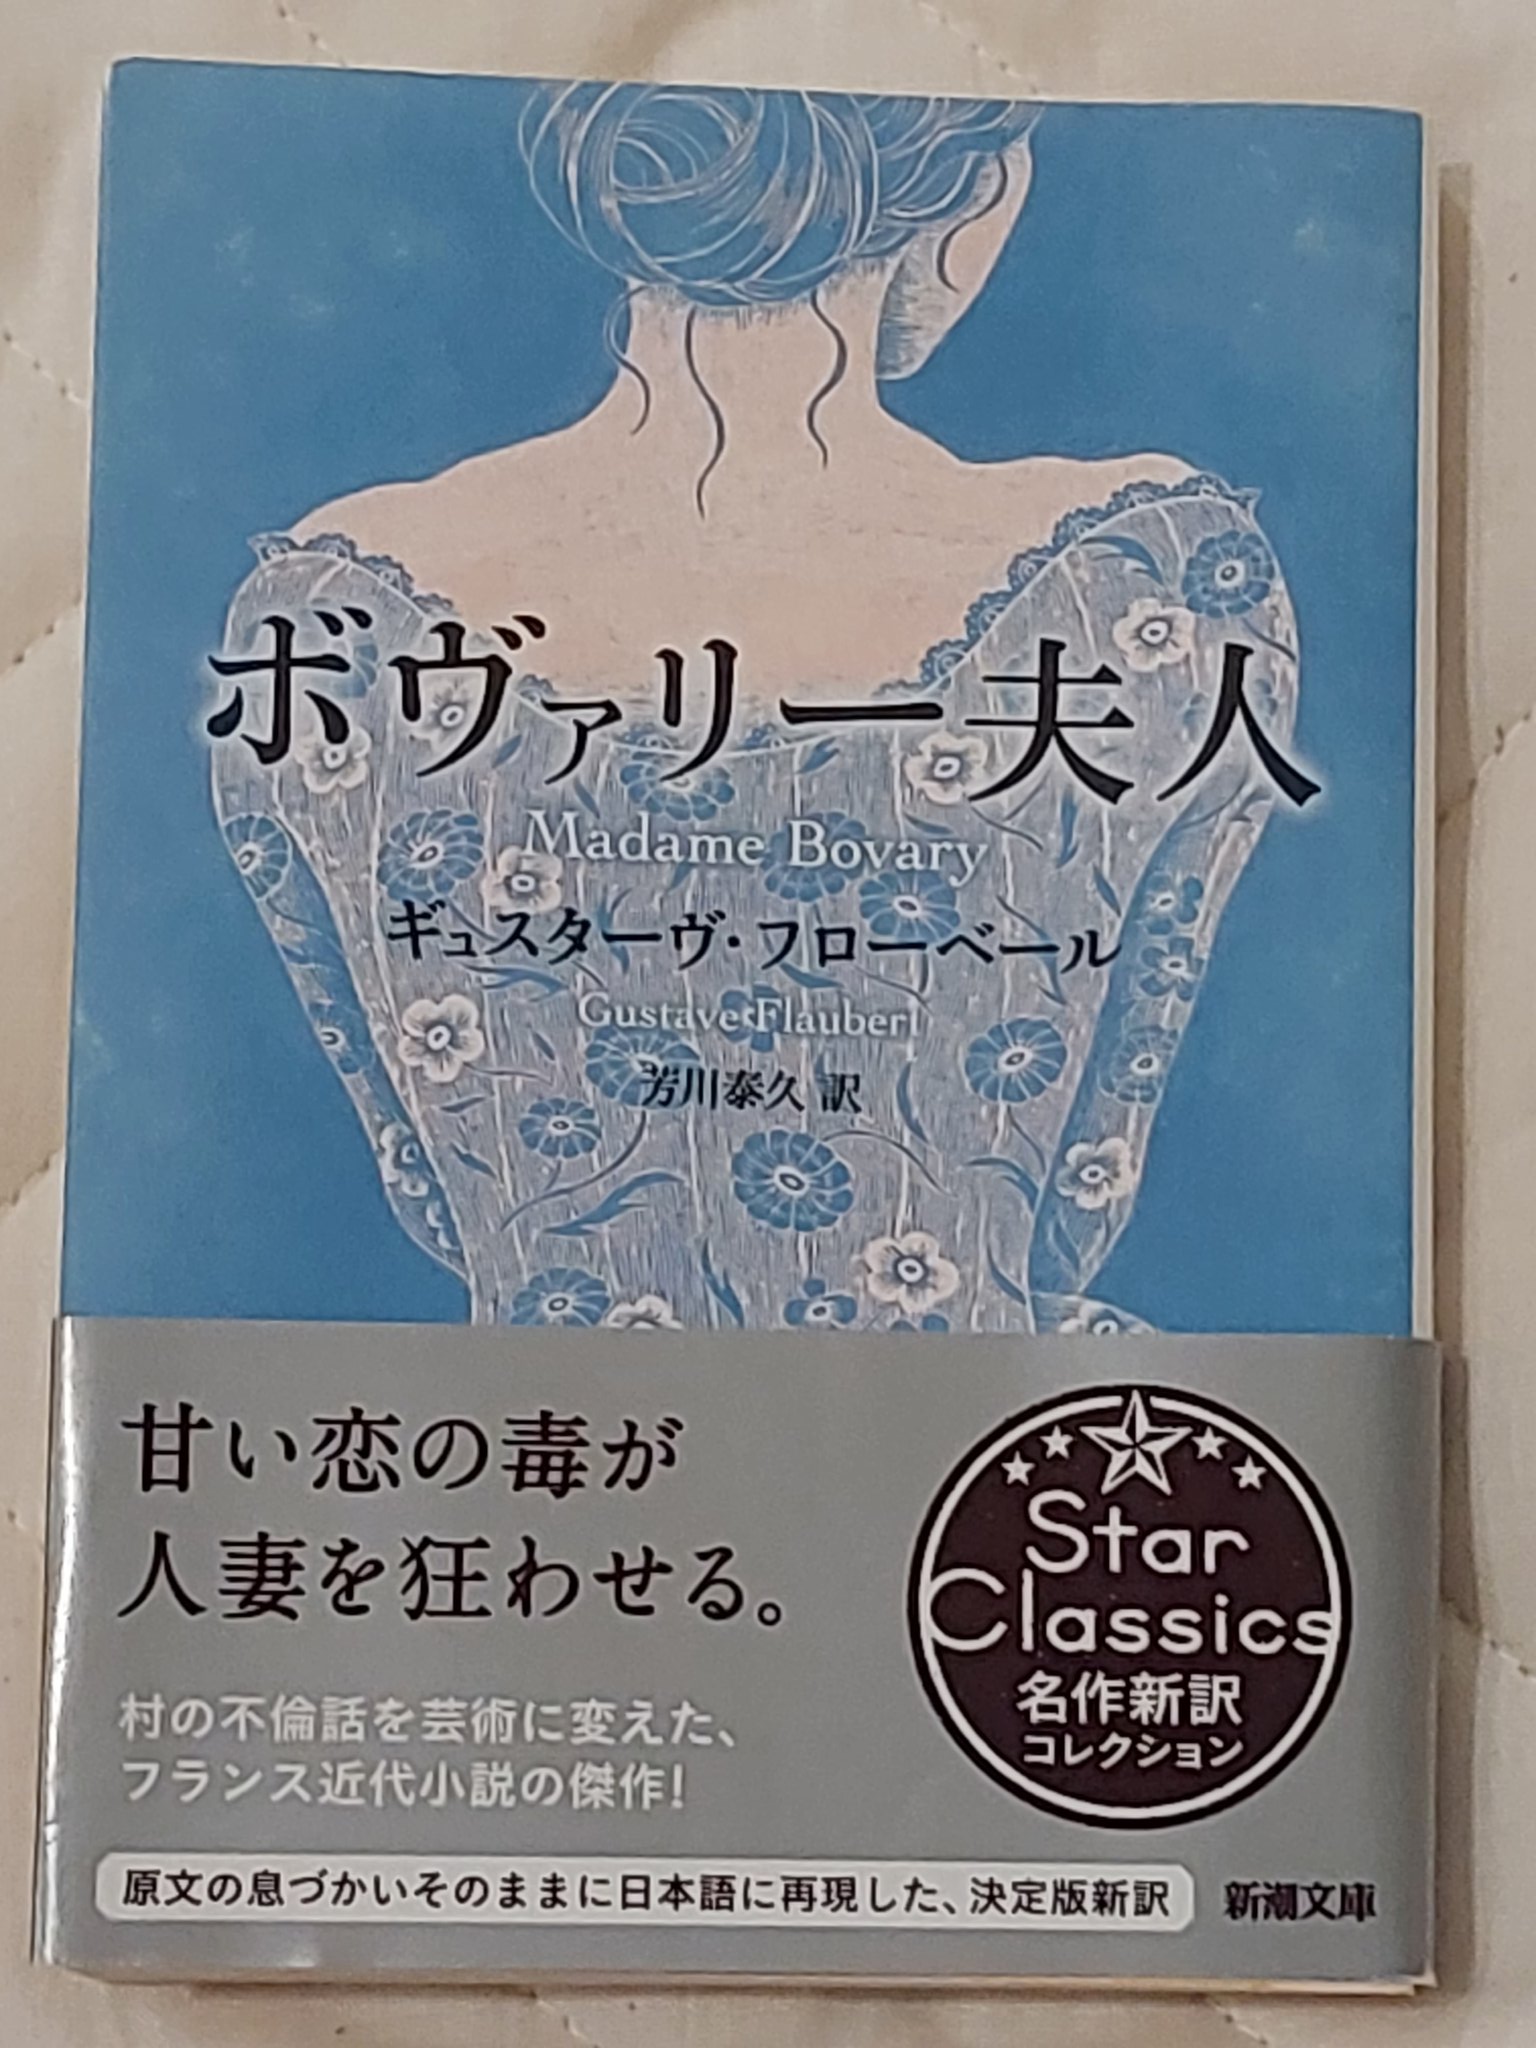 ボヴァリー夫人
Madame Bovary
ギュスターヴ・フローベール
Gustave Flaubert
芳川泰久 訳
甘い恋の毒が
人妻を狂わせる。
村の不倫話を芸術に変えた、
フランス近代小説の傑作!
原文の息づかいそのままに日本語に再現した、決定版新訳
Star
Classics
名作新訳
コレクション
新潮文庫